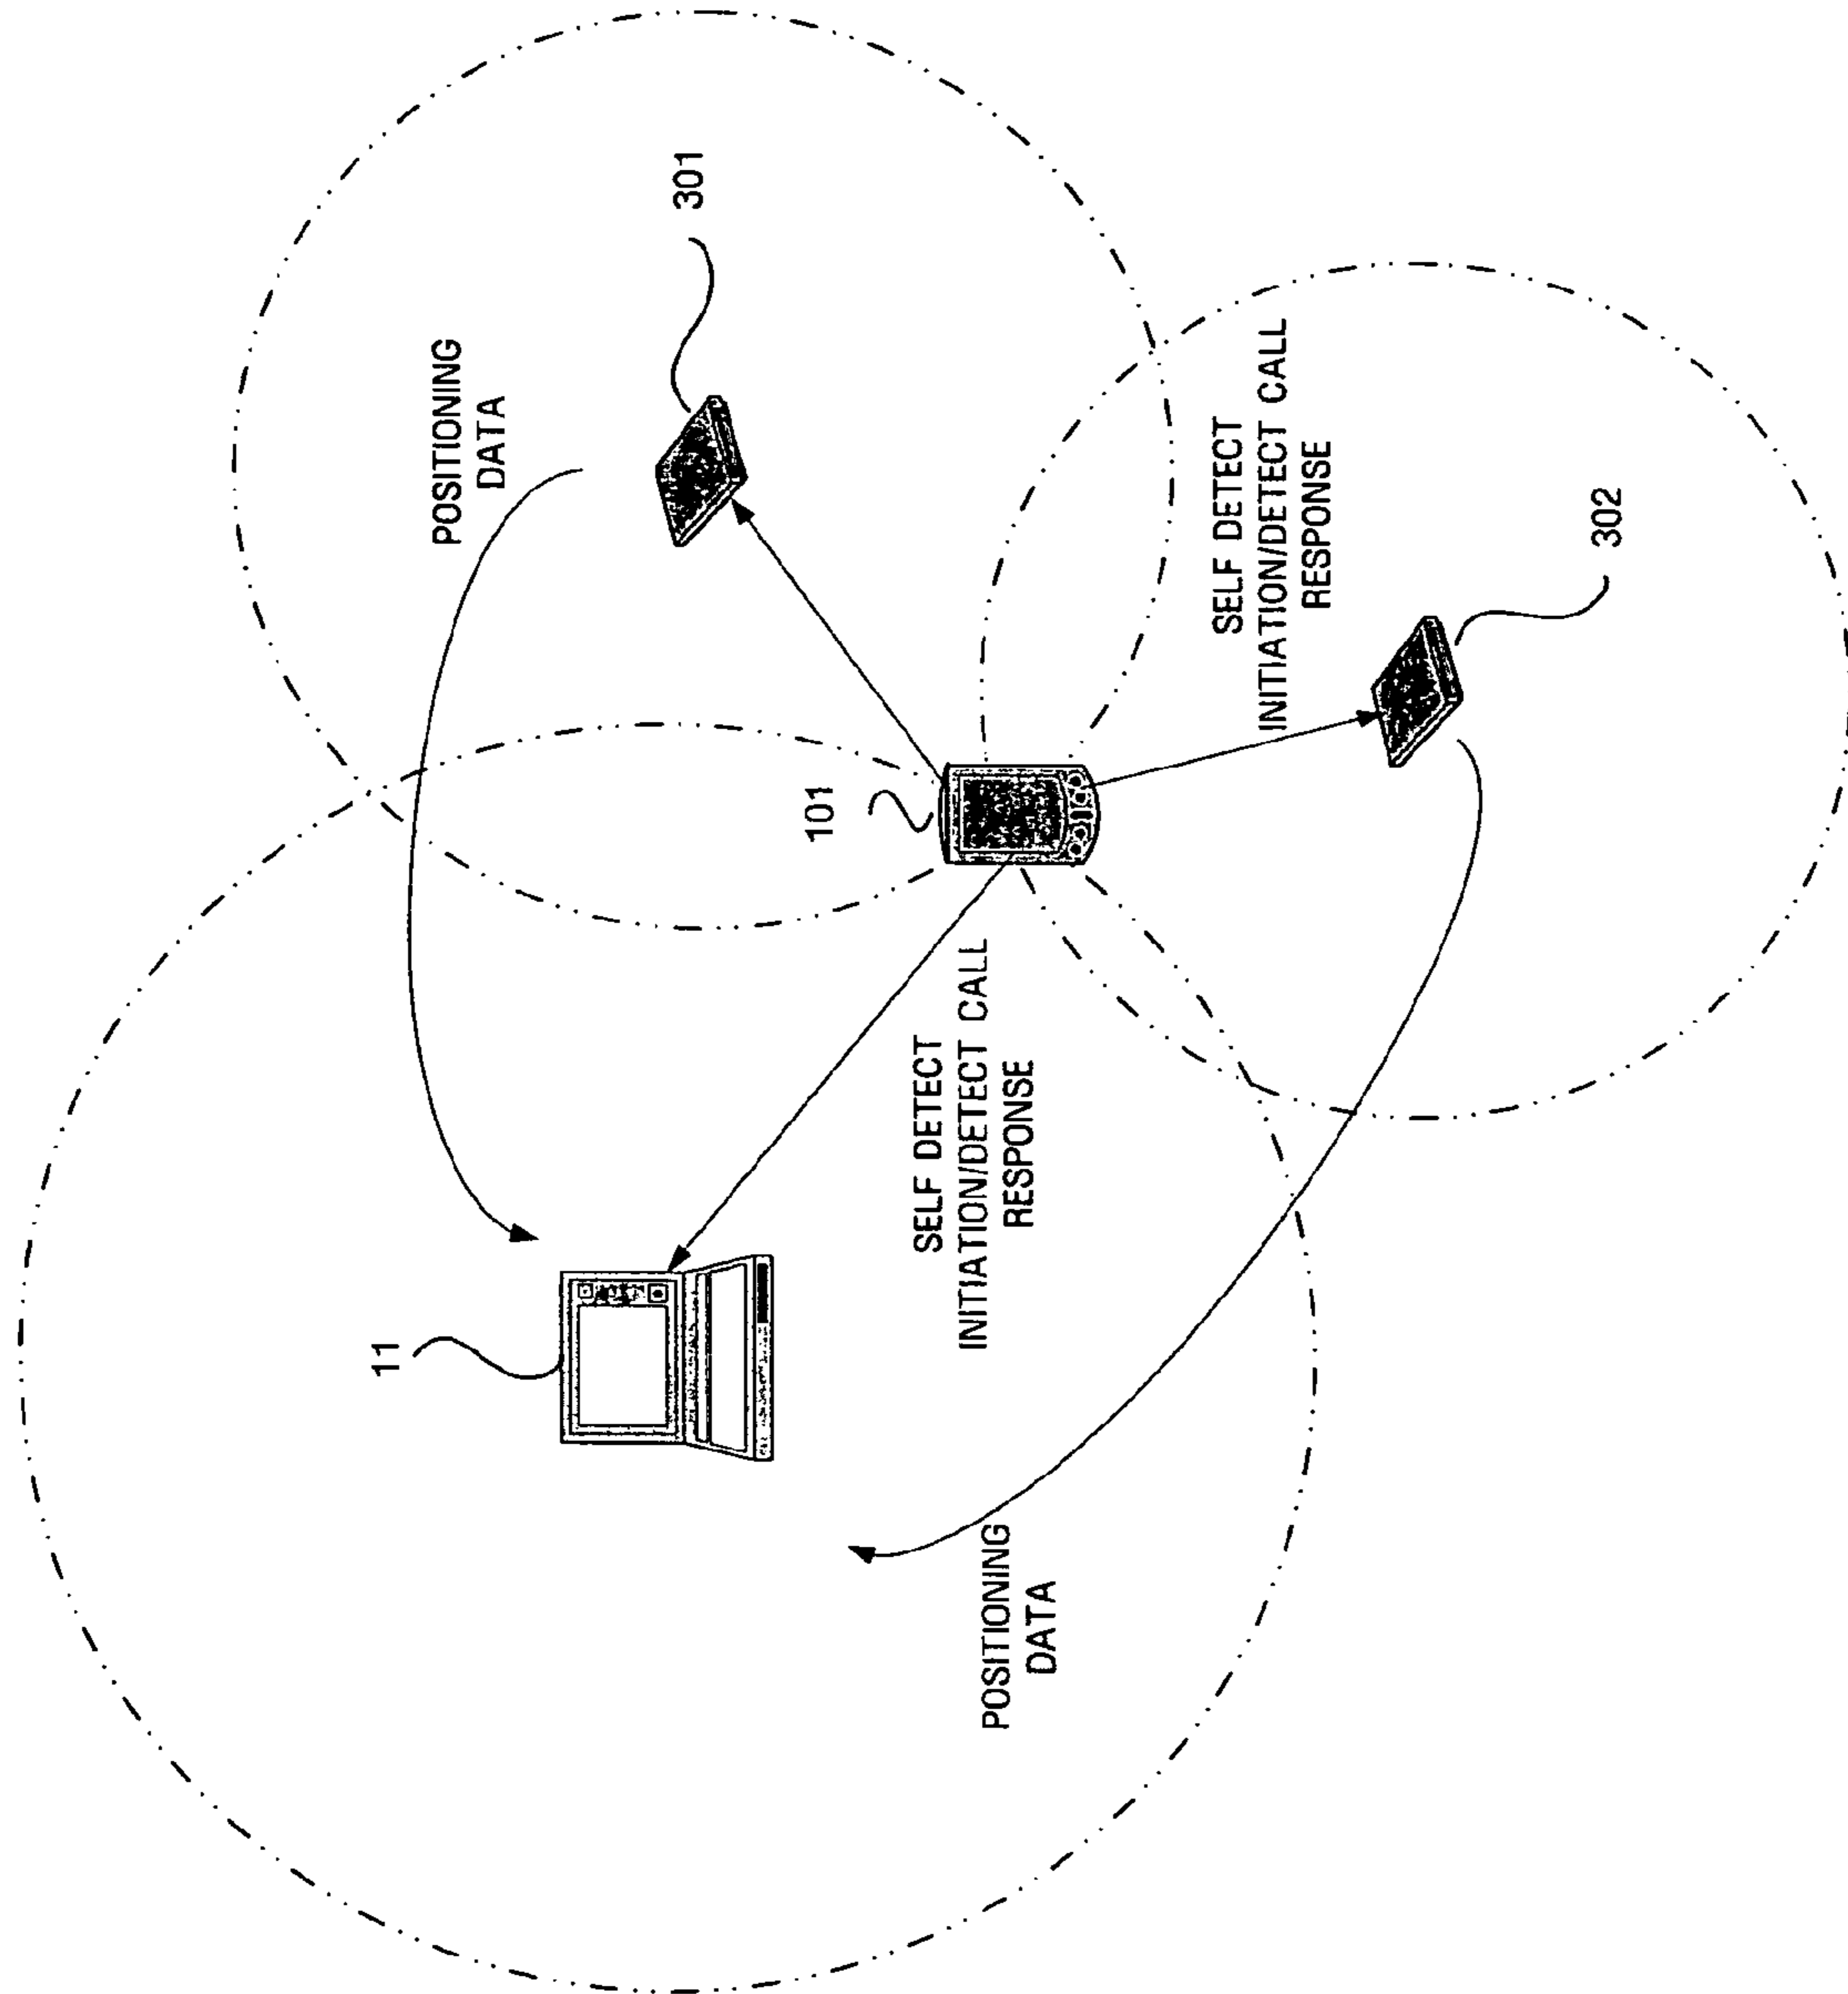 11
POSITIONING
DATA
301
101
SELF DETECT
INITIATION/DETECT CALL
RESPONSE
SELF DETECT
INITIATION/DETECT CALL
RESPONSE
302
POSITIONING
DATA